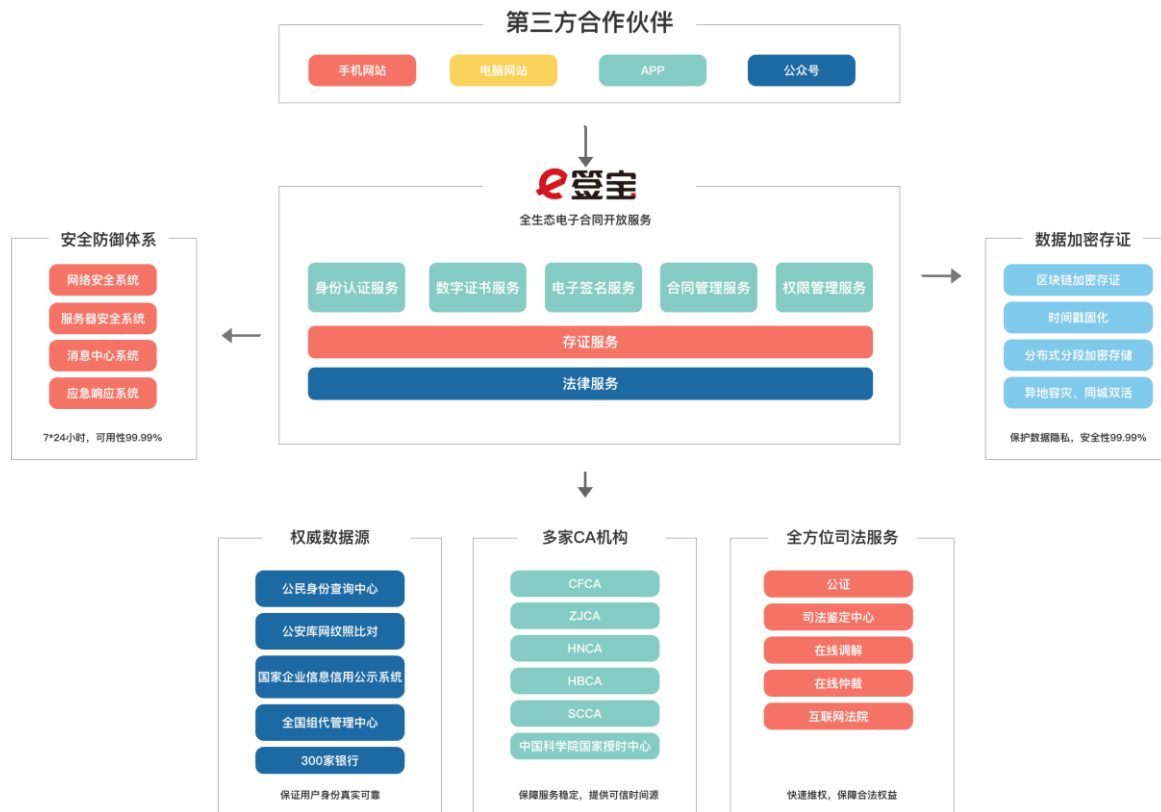 第三方合作伙伴
手机网站
电脑网站
APP
公众号
e签宝
全生态电子合同开放服务
身份认证服务
数字证书服务
电子签名服务
合同管理服务
权限管理服务
存证服务
法律服务
安全防御体系
网络安全系统
服务器安全系统
消息中心系统
应急响应系统
7*24小时，可用性99.99%
数据加密存证
区块链加密存证
时间戳固化
分布式分段加密存储
异地容灾、同城双活
保护数据隐私，安全性99.99%
权威数据源
公民身份查询中心
公安库网纹照比对
国家企业信息信用公示系统
全国组代管理中心
300家银行
保证用户身份真实可靠
多家CA机构
CFCA
ZJCA
HNCA
HBCA
SCCA
中国科学院国家授时中心
保障服务稳定，提供可信时间源
全方位司法服务
公证
司法鉴定中心
在线调解
在线仲裁
互联网法院
快速维权，保障合法权益